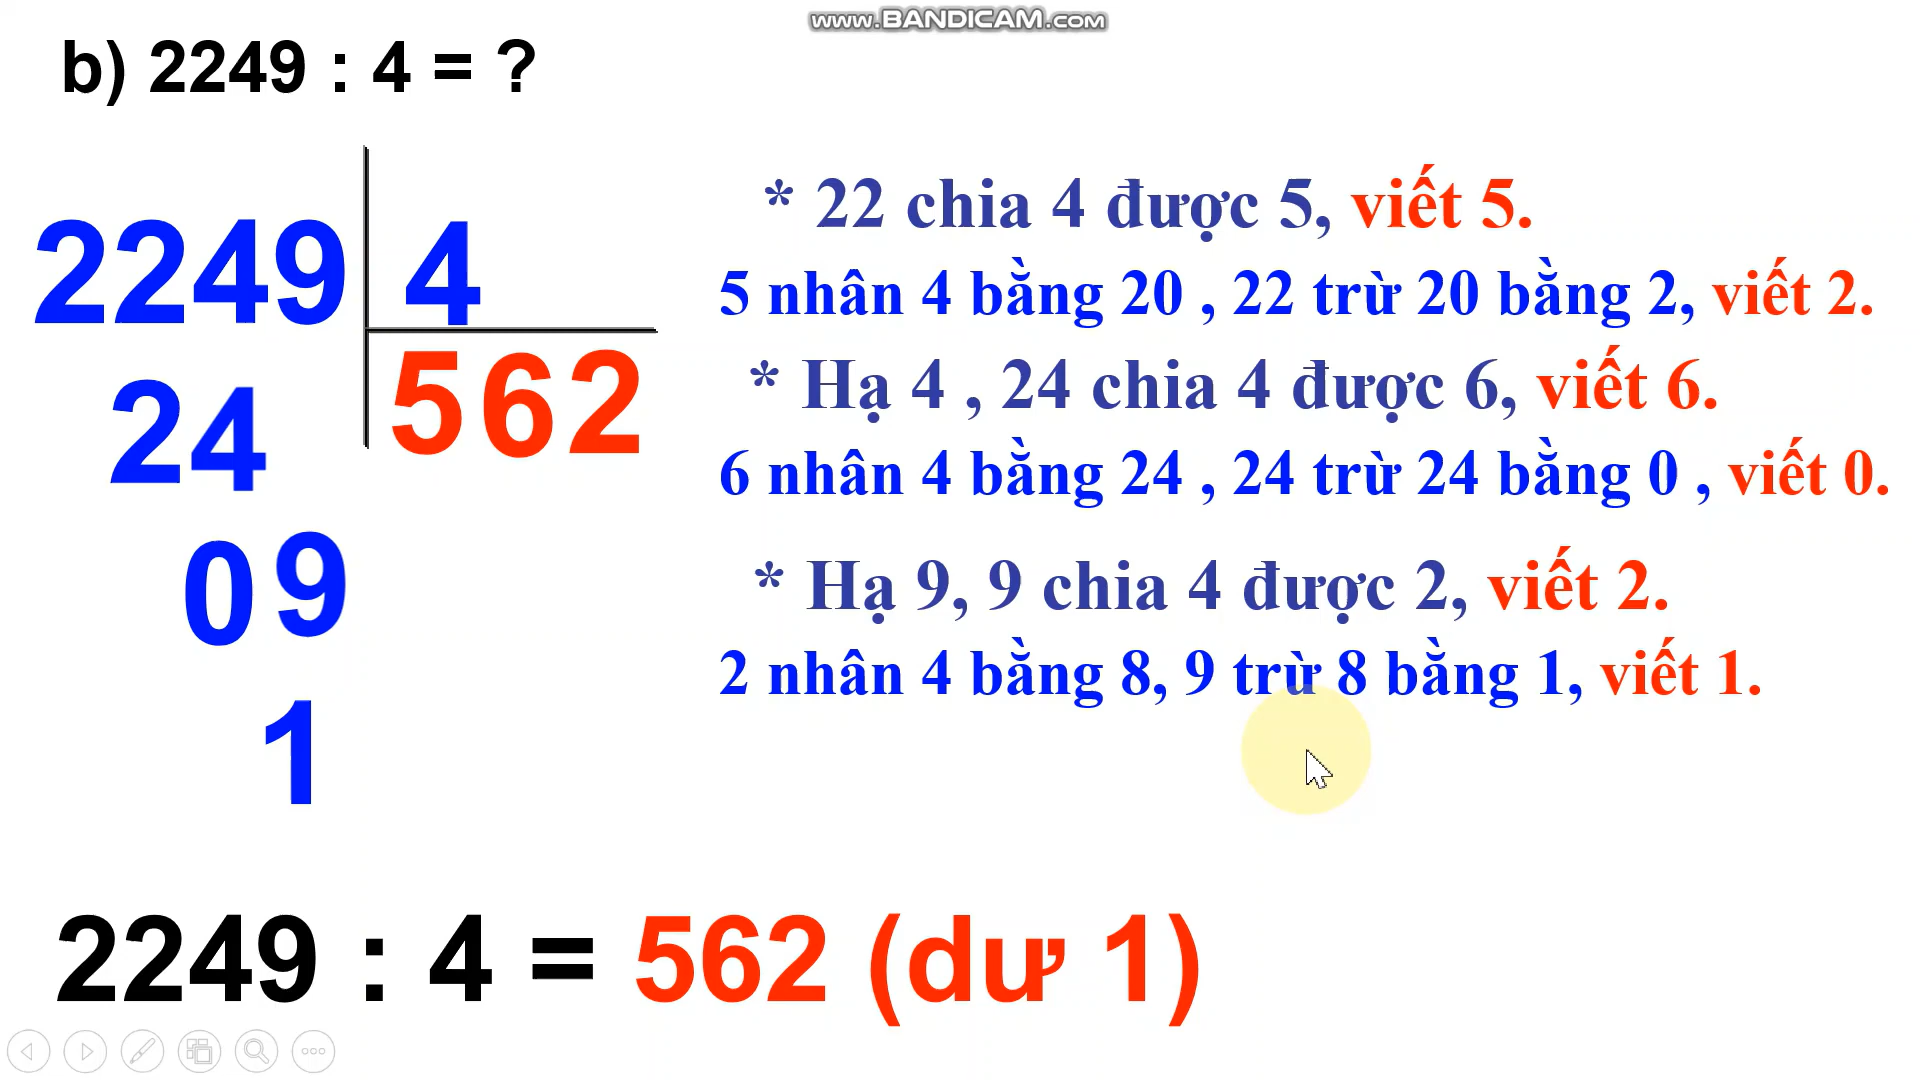 www.BANDICAM.com
b) 2249 : 4 = ?
2249 4
562
24
09
1
* 22 chia 4 được 5, viết 5.
5 nhân 4 bằng 20 , 22 trừ 20 bằng 2, viết 2.
* Hạ 4 , 24 chia 4 được 6, viết 6.
6 nhân 4 bằng 24 , 24 trừ 24 bằng 0 , viết 0.
* Hạ 9, 9 chia 4 được 2, viết 2.
2 nhân 4 bằng 8, 9 trừ 8 bằng 1, viết 1.
2249 : 4 = 562 (dư 1)